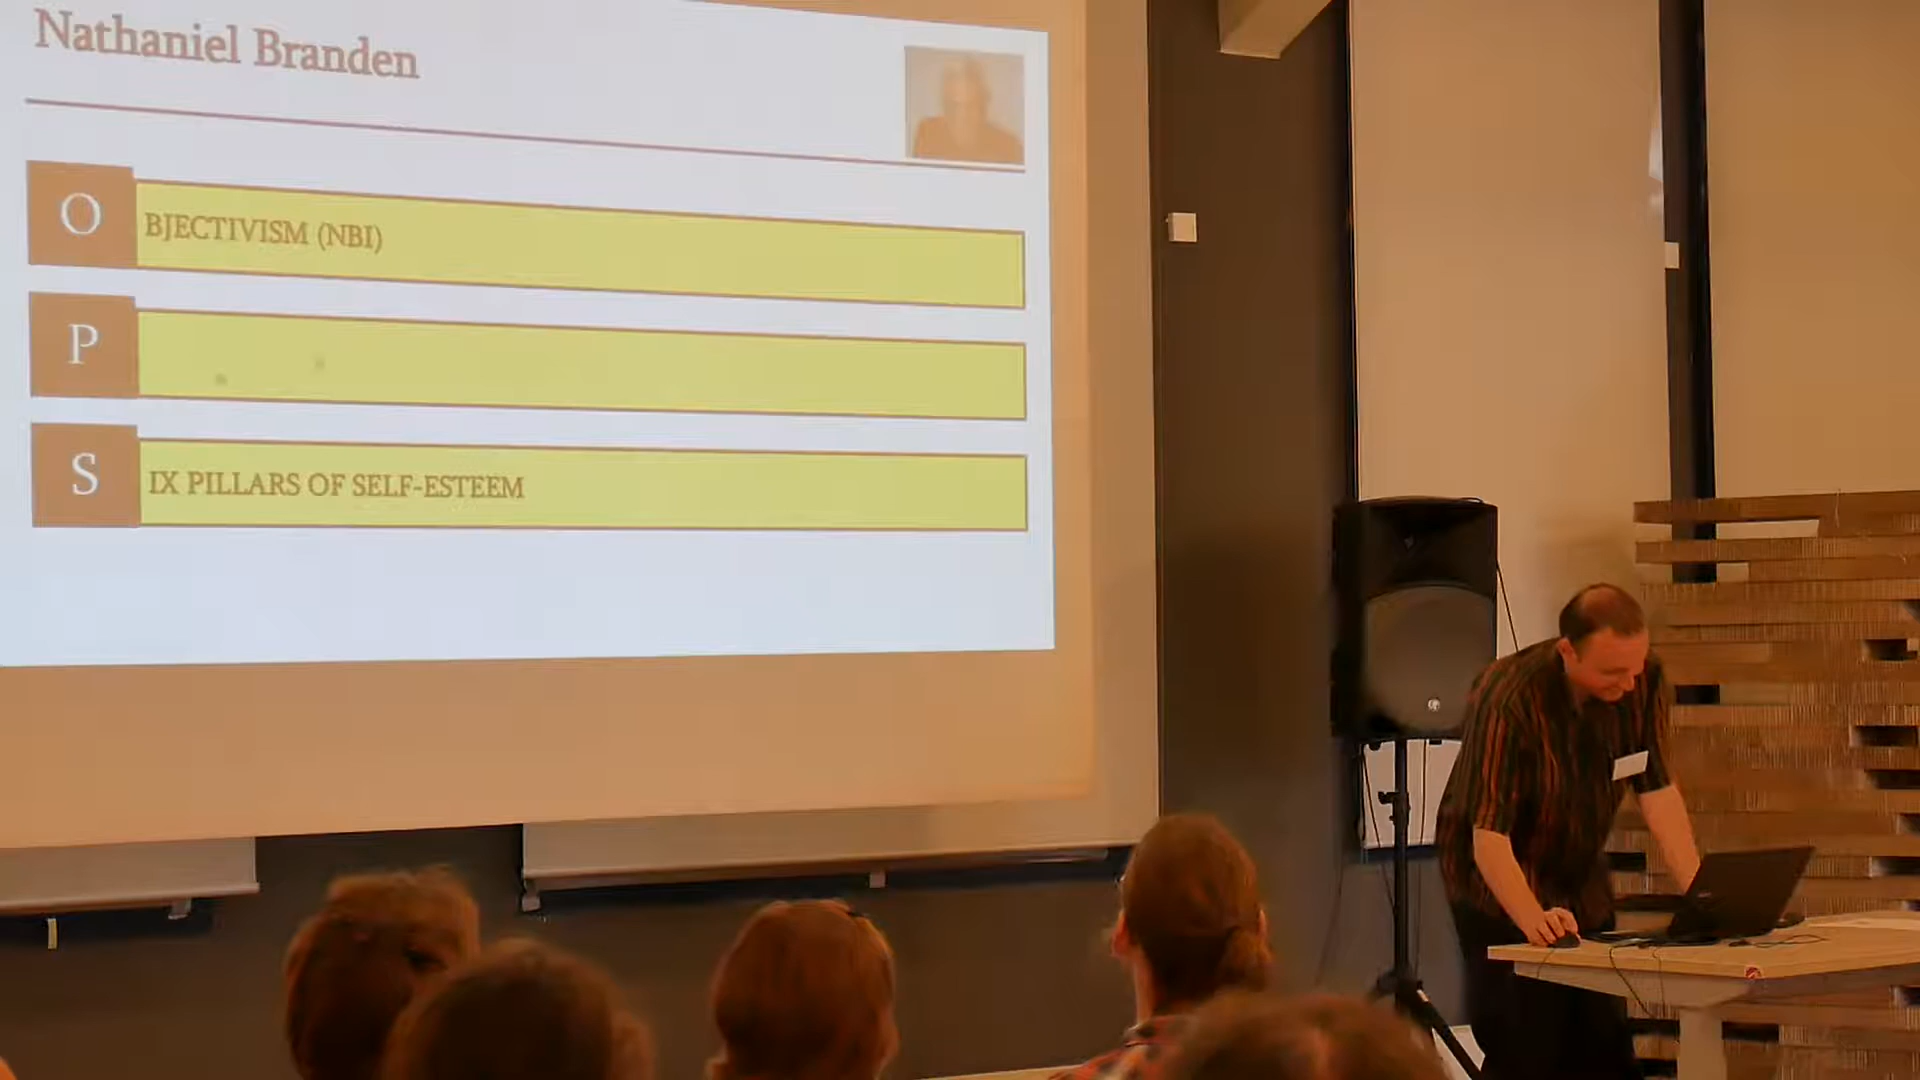 Nathaniel Branden
O BJECTIVISM (NBI)
P
S IX PILLARS OF SELF-ESTEEM